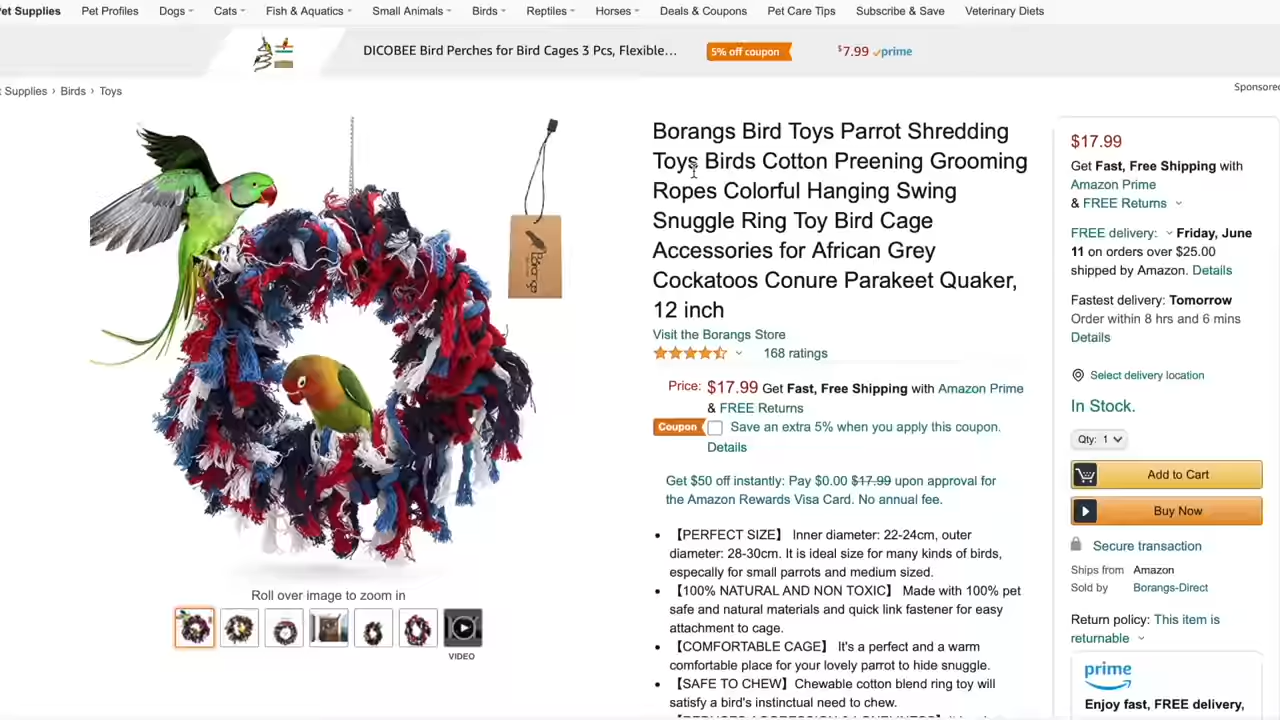 Pet Supplies Pet Profiles Dogs Cats Fish & Aquatics Small Animals Birds Reptiles Horses Deals & Coupons Pet Care Tips Subscribe & Save Veterinary Diets
DICOBEE Bird Perches for Bird Cages 3 Pcs, Flexible… 5% off coupon $7.99 prime
Supplies › Birds › Toys
Sponsored
Borangs
Roll over image to zoom in
VIDEO
Borangs Bird Toys Parrot Shredding
Toys Birds Cotton Preening Grooming
Ropes Colorful Hanging Swing
Snuggle Ring Toy Bird Cage
Accessories for African Grey
Cockatoos Conure Parakeet Quaker,
12 inch
Visit the Borangs Store
168 ratings
Price: $17.99 Get Fast, Free Shipping with Amazon Prime
& FREE Returns
Coupon Save an extra 5% when you apply this coupon.
Details
Get $50 off instantly: Pay $0.00 $17.99 upon approval for
the Amazon Rewards Visa Card. No annual fee.
• 【PERFECT SIZE】 Inner diameter: 22-24cm, outer
diameter: 28-30cm. It is ideal size for many kinds of birds,
especally for small parrots and medium sized.
• 【100% NATURAL AND NON TOXIC】 Made with 100% pet
safe and natural materials and quick link fastener for easy
attachment to cage.
• 【COMFORTABLE CAGE】 It's a perfect and a warm
comfortable place for your lovely parrot to hide snuggle.
• 【SAFE TO CHEW】Chewable cotton blend ring toy will
satisfy a bird's instinctual need to chew.
$17.99
Get Fast, Free Shipping with
Amazon Prime
& FREE Returns
FREE delivery: Friday, June
11 on orders over $25.00
shipped by Amazon. Details
Fastest delivery: Tomorrow
Order within 8 hrs and 6 mins
Details
Select delivery location
In Stock.
Qty: 1
Add to Cart
Buy Now
Secure transaction
Ships from Amazon
Sold by Borangs-Direct
Return policy: This item is
returnable
prime
Enjoy fast, FREE delivery,